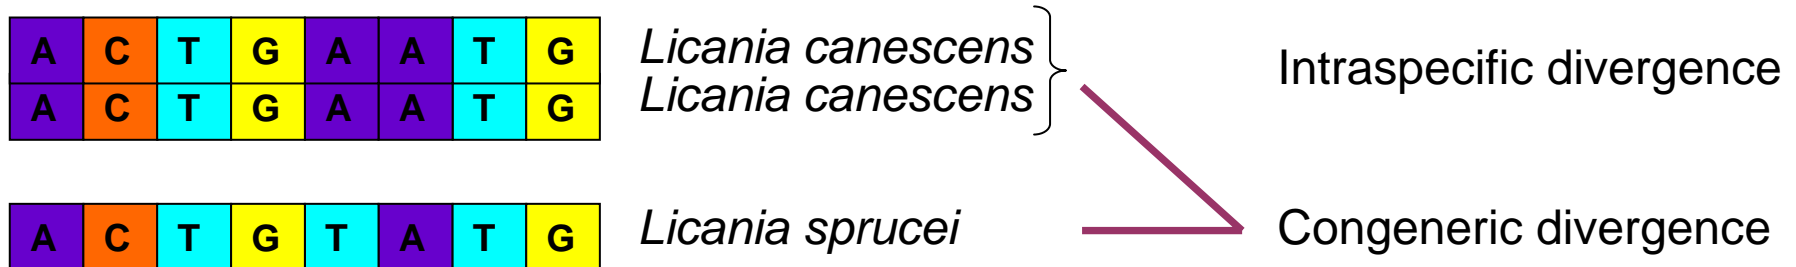 A C T G A A T G Licania canescens
A C T G A A T G Licania canescens
Intraspecific divergence
A C T G T A T G Licania sprucei Congeneric divergence